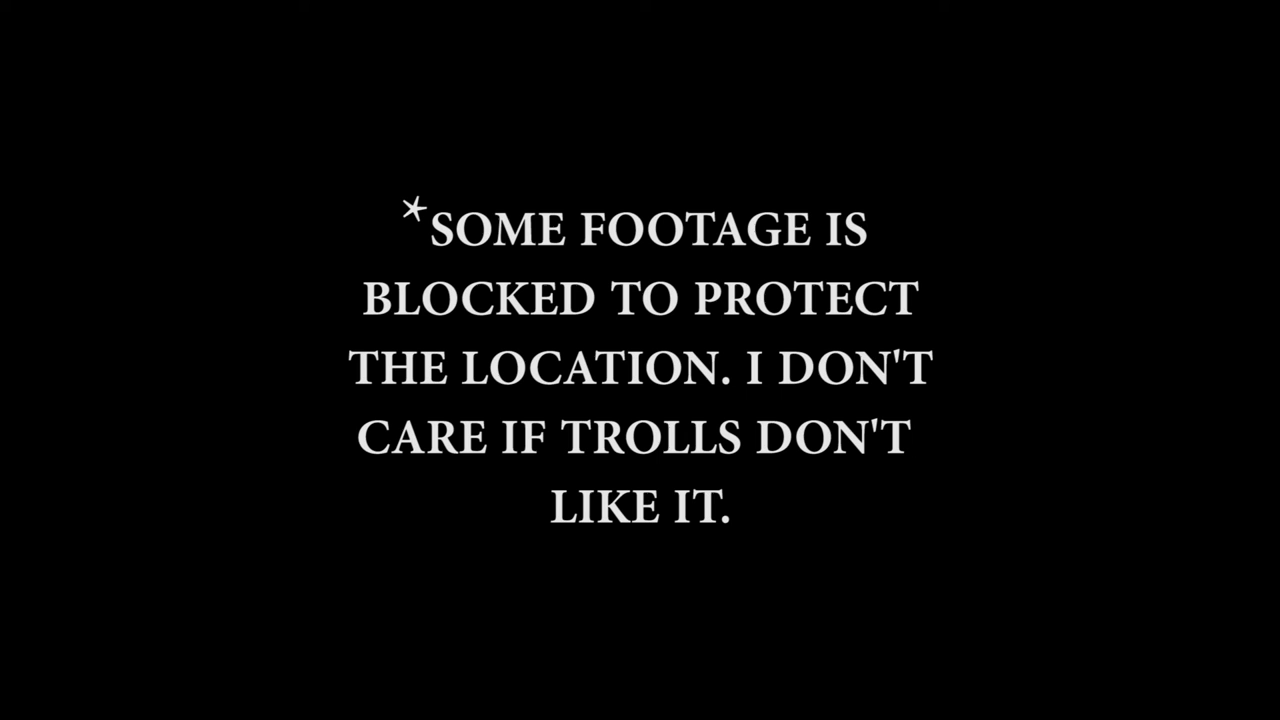 *SOME FOOTAGE IS
BLOCKED TO PROTECT
THE LOCATION. I DON'T
CARE IF TROLLS DON'T
LIKE IT.